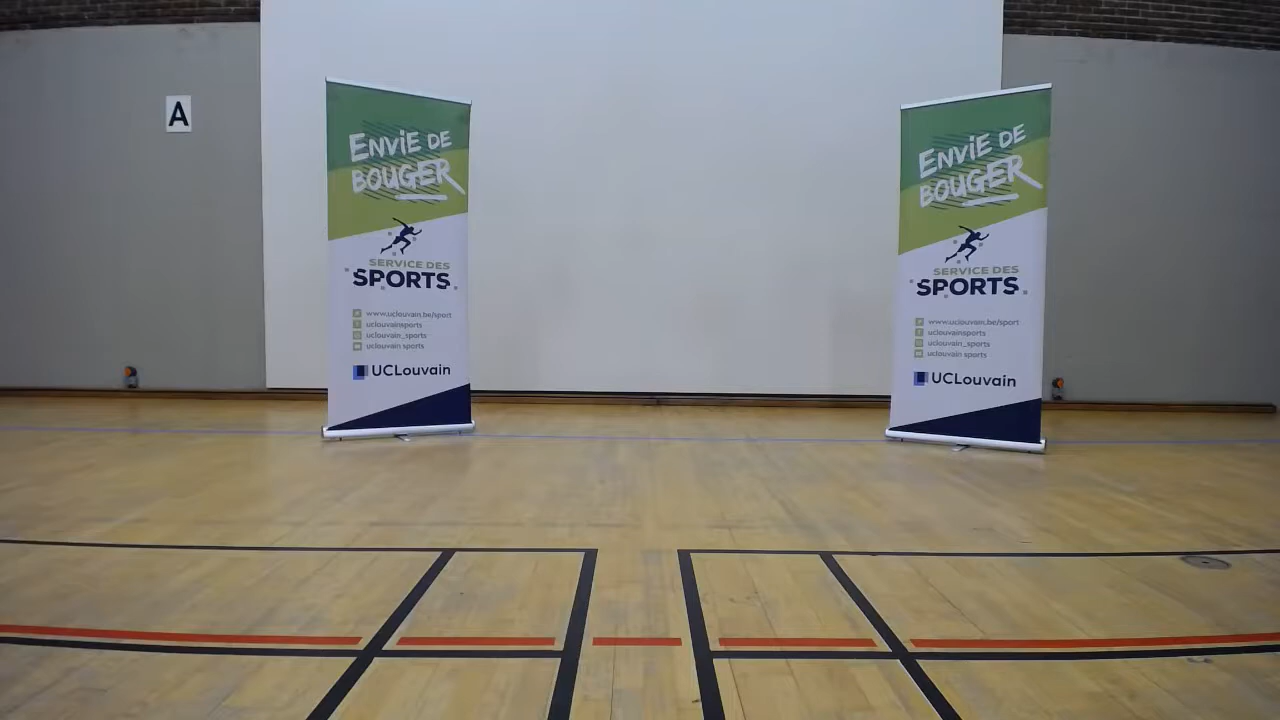 A
ENViE DE
BOUGER
SERVICE DES
SPORTS
www.uclouvain.be/sport
uclouvainsports
uclouvain_sports
uclouvain sports
UCLouvain
ENViE DE
BOUGER
SERVICE DES
SPORTS
www.uclouvain.be/sport
uclouvainsports
uclouvain_sports
uclouvain sports
UCLouvain